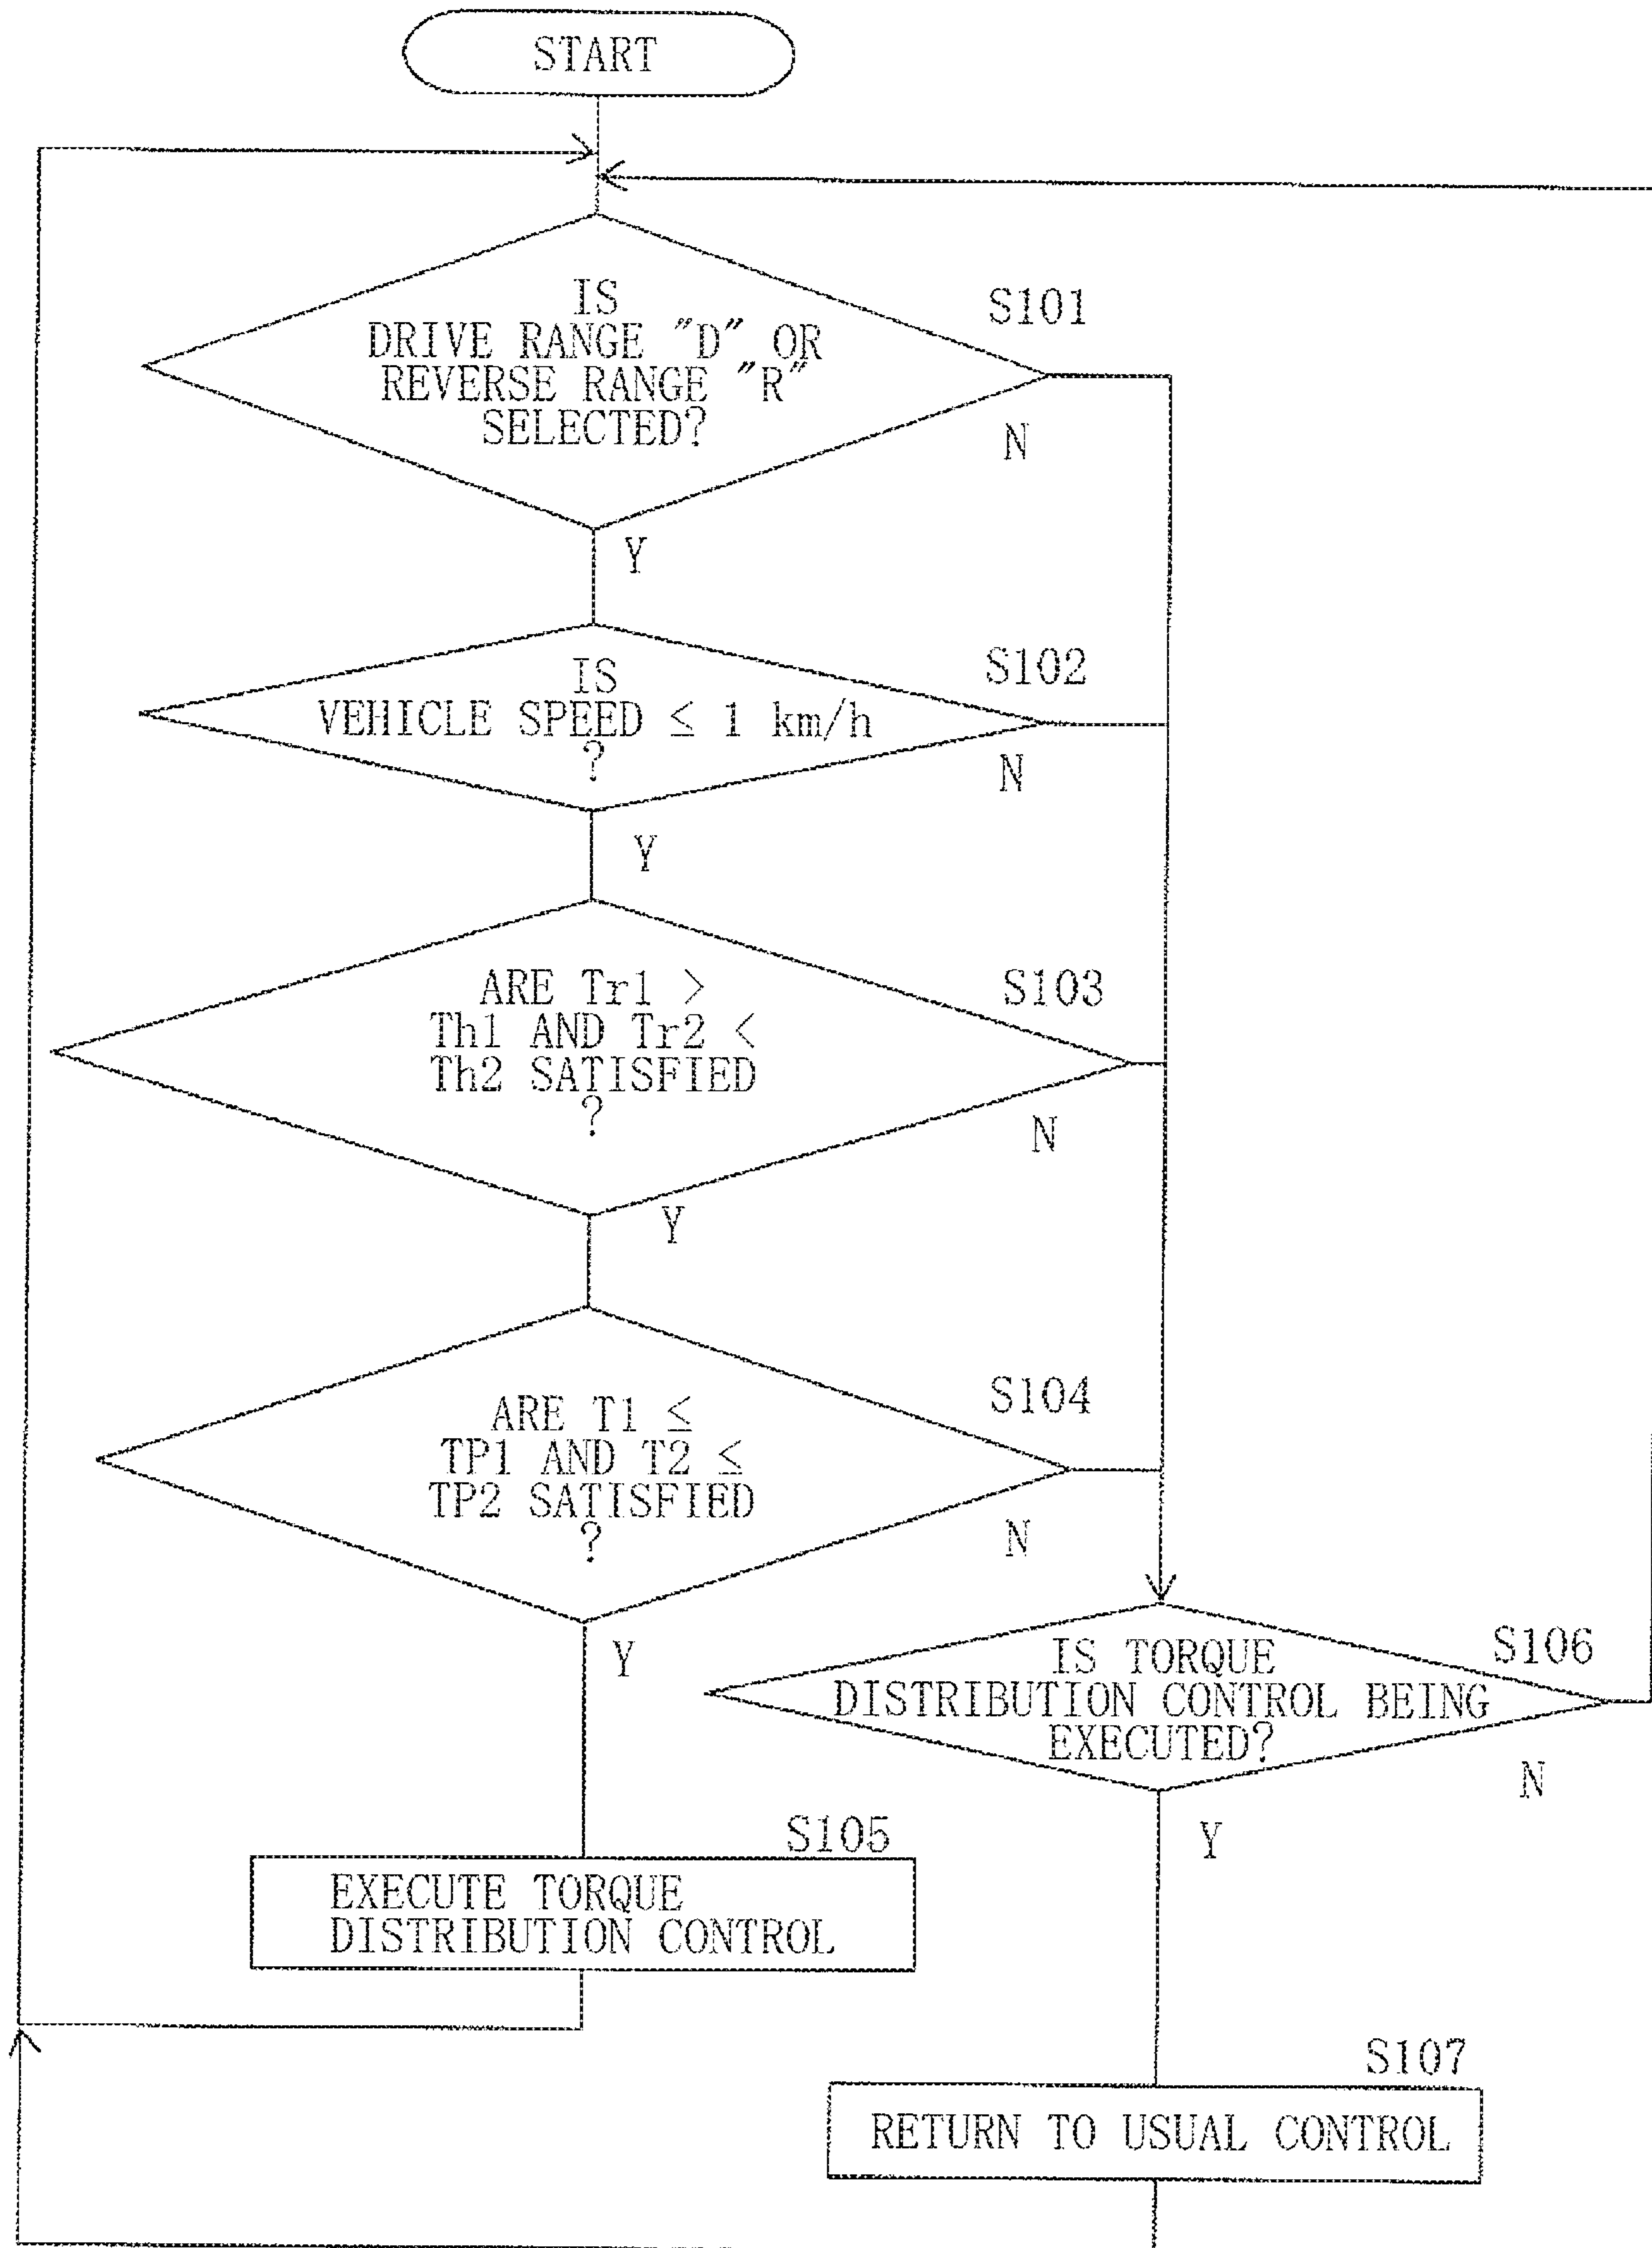 START
IS
DRIVE RANGE "D" OR
REVERSE RANGE "R"
SELECTED?
S101
N
Y
IS
VEHICLE SPEED ≤ 1 km/h
?
S102
N
Y
ARE Tr1 >
Th1 AND Tr2 <
Th2 SATISFIED
?
S103
N
Y
ARE T1 ≤
TP1 AND T2 ≤
TP2 SATISFIED
?
S104
N
Y
IS TORQUE
DISTRIBUTION CONTROL BEING
EXECUTED?
S106
N
Y
S105
EXECUTE TORQUE
DISTRIBUTION CONTROL
S107
RETURN TO USUAL CONTROL